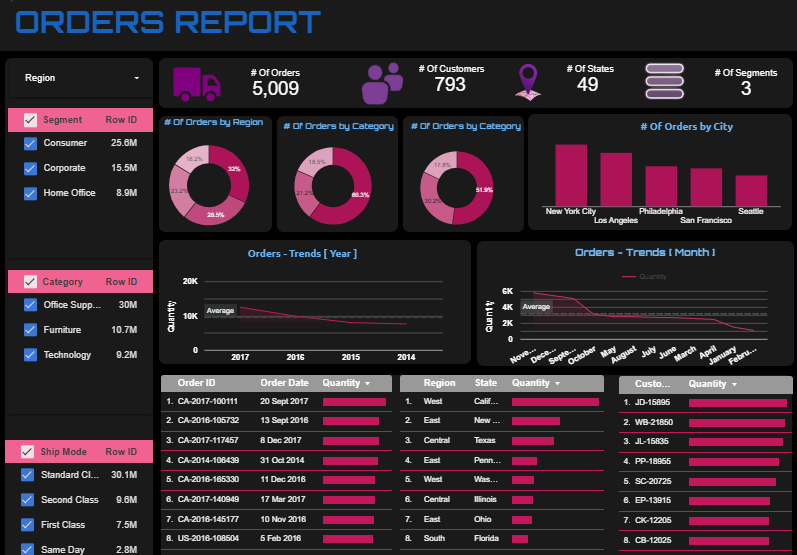 ORDERS REPORT
Region
# Of Orders
5,009
# Of Customers
793
# Of States
49
# Of Segments
3
Segment Row ID
Consumer 25.6M
Corporate 15.5M
Home Office 8.9M
# Of Orders by Region
32%
28.5%
23.2%
16.2%
# Of Orders by Category
60.3%
21.2%
18.5%
# Of Orders by Category
51.9%
30.2%
17.8%
# Of Orders by City
New York City
Los Angeles
Philadelphia
San Francisco
Seattle
Category Row ID
Office Supp... 30M
Furniture 10.7M
Technology 9.2M
Orders - Trends [ Year ]
Quantity
20K
10K
0
Average
2017 2016 2015 2014
Orders - Trends [ Month ]
Quantity
Quantity
6K
4K
2K
0
Average
Nove... Dece... Septe... October May August July June March April January Febru...
Ship Mode Row ID
Standard Cl... 30.1M
Second Class 9.6M
First Class 7.5M
Same Day 2.8M
Order ID Order Date Quantity
1. CA-2017-100111 20 Sept 2017
2. CA-2016-105732 13 Sept 2016
3. CA-2017-117457 8 Dec 2017
4. CA-2014-106439 31 Oct 2014
5. CA-2016-165330 11 Dec 2016
6. CA-2017-140949 17 Mar 2017
7. CA-2016-145177 10 Nov 2016
8. US-2016-108504 5 Feb 2016
Region State Quantity
1. West Calif...
2. East New ...
3. Central Texas
4. East Penn...
5. West Was...
6. Central Illinois
7. East Ohio
8. South Florida
Custo... Quantity
1. JD-15895
2. WB-21850
3. JL-15835
4. PP-18955
5. SC-20725
6. EP-13915
7. CK-12205
8. CB-12025